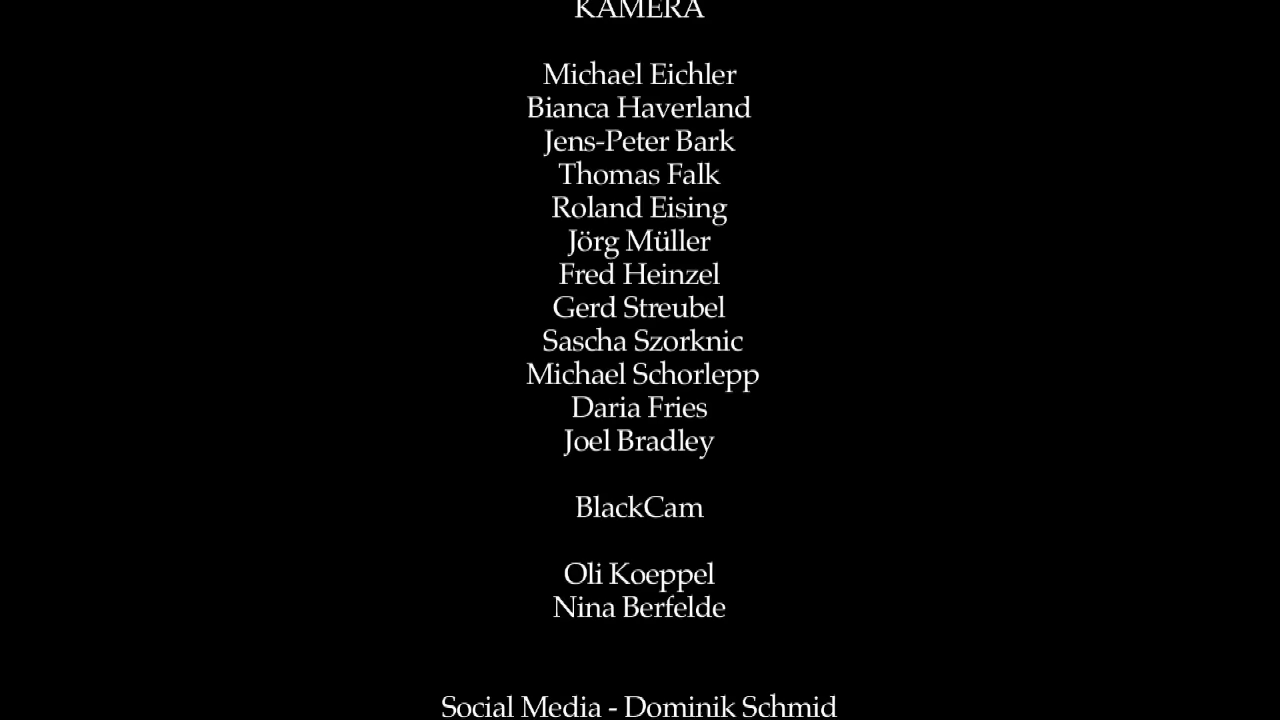 KAMERA
Michael Eichler
Bianca Haverland
Jens-Peter Bark
Thomas Falk
Roland Eising
Jörg Müller
Fred Heinzel
Gerd Streubel
Sascha Szorknic
Michael Schorlepp
Daria Fries
Joel Bradley
BlackCam
Oli Koeppel
Nina Berfelde
Social Media - Dominik Schmid